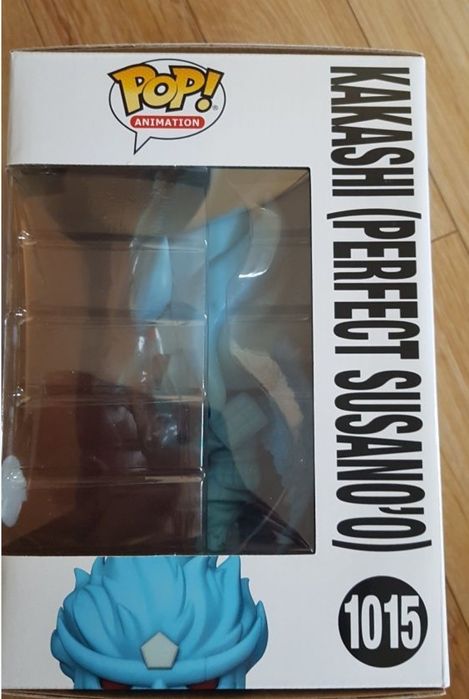 POP!
ANIMATION
KAKASHI (PERFECT SUSANO'O)
1015